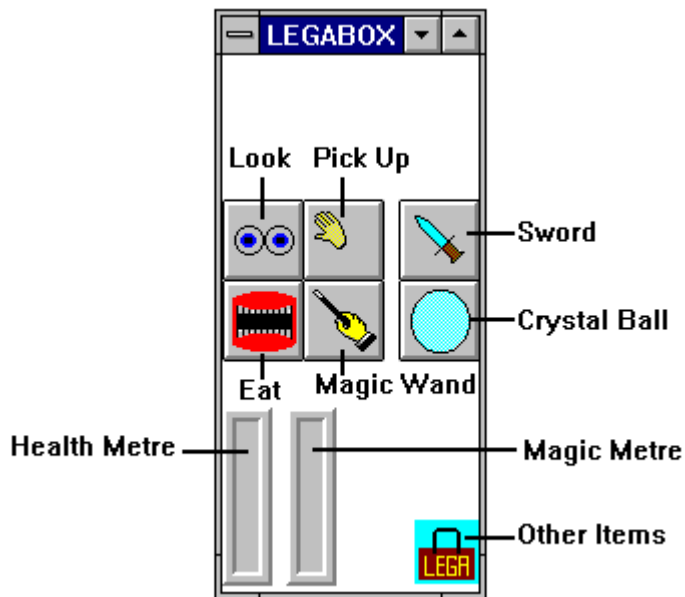 LEGABOX
Look Pick Up
Sword
Crystal Ball
Eat Magic Wand
Health Metre
Magic Metre
Other Items
LEGA